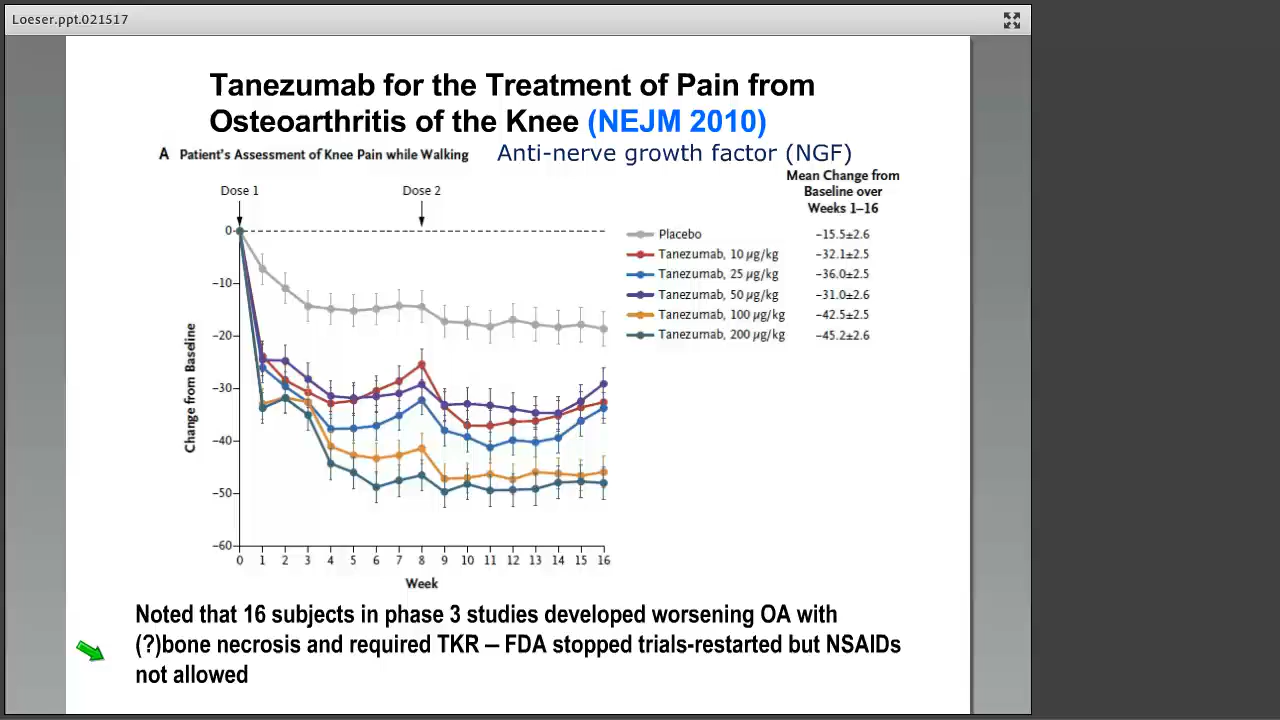 Loeser.ppt.021517
Tanezumab for the Treatment of Pain from
Osteoarthritis of the Knee (NEJM 2010)
A Patient's Assessment of Knee Pain while Walking
Anti-nerve growth factor (NGF)
Mean Change from
Baseline over
Weeks 1–16
Dose 1
Dose 2
Placebo −15.5±2.6
Tanezumab, 10 µg/kg −32.1±2.5
Tanezumab, 25 µg/kg −36.0±2.5
Tanezumab, 50 µg/kg −31.0±2.6
Tanezumab, 100 µg/kg −42.5±2.5
Tanezumab, 200 µg/kg −45.2±2.6
Change from Baseline
0
−10
−20
−30
−40
−50
−60
0 1 2 3 4 5 6 7 8 9 10 11 12 13 14 15 16
Week
Noted that 16 subjects in phase 3 studies developed worsening OA with
(?)bone necrosis and required TKR – FDA stopped trials-restarted but NSAIDs
not allowed